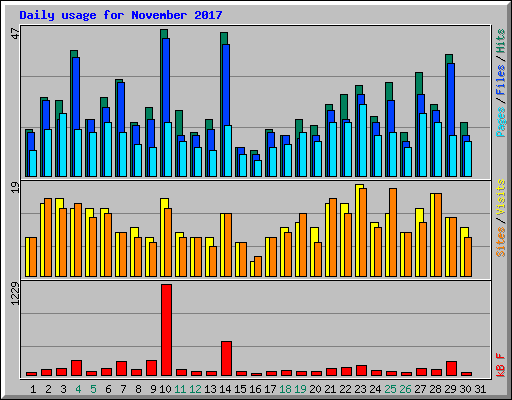 Daily usage for November 2017
47
Pages / Files / Hits
19
Sites / Visits
1229
kB F
1 2 3 4 5 6 7 8 9 10 11 12 13 14 15 16 17 18 19 20 21 22 23 24 25 26 27 28 29 30 31